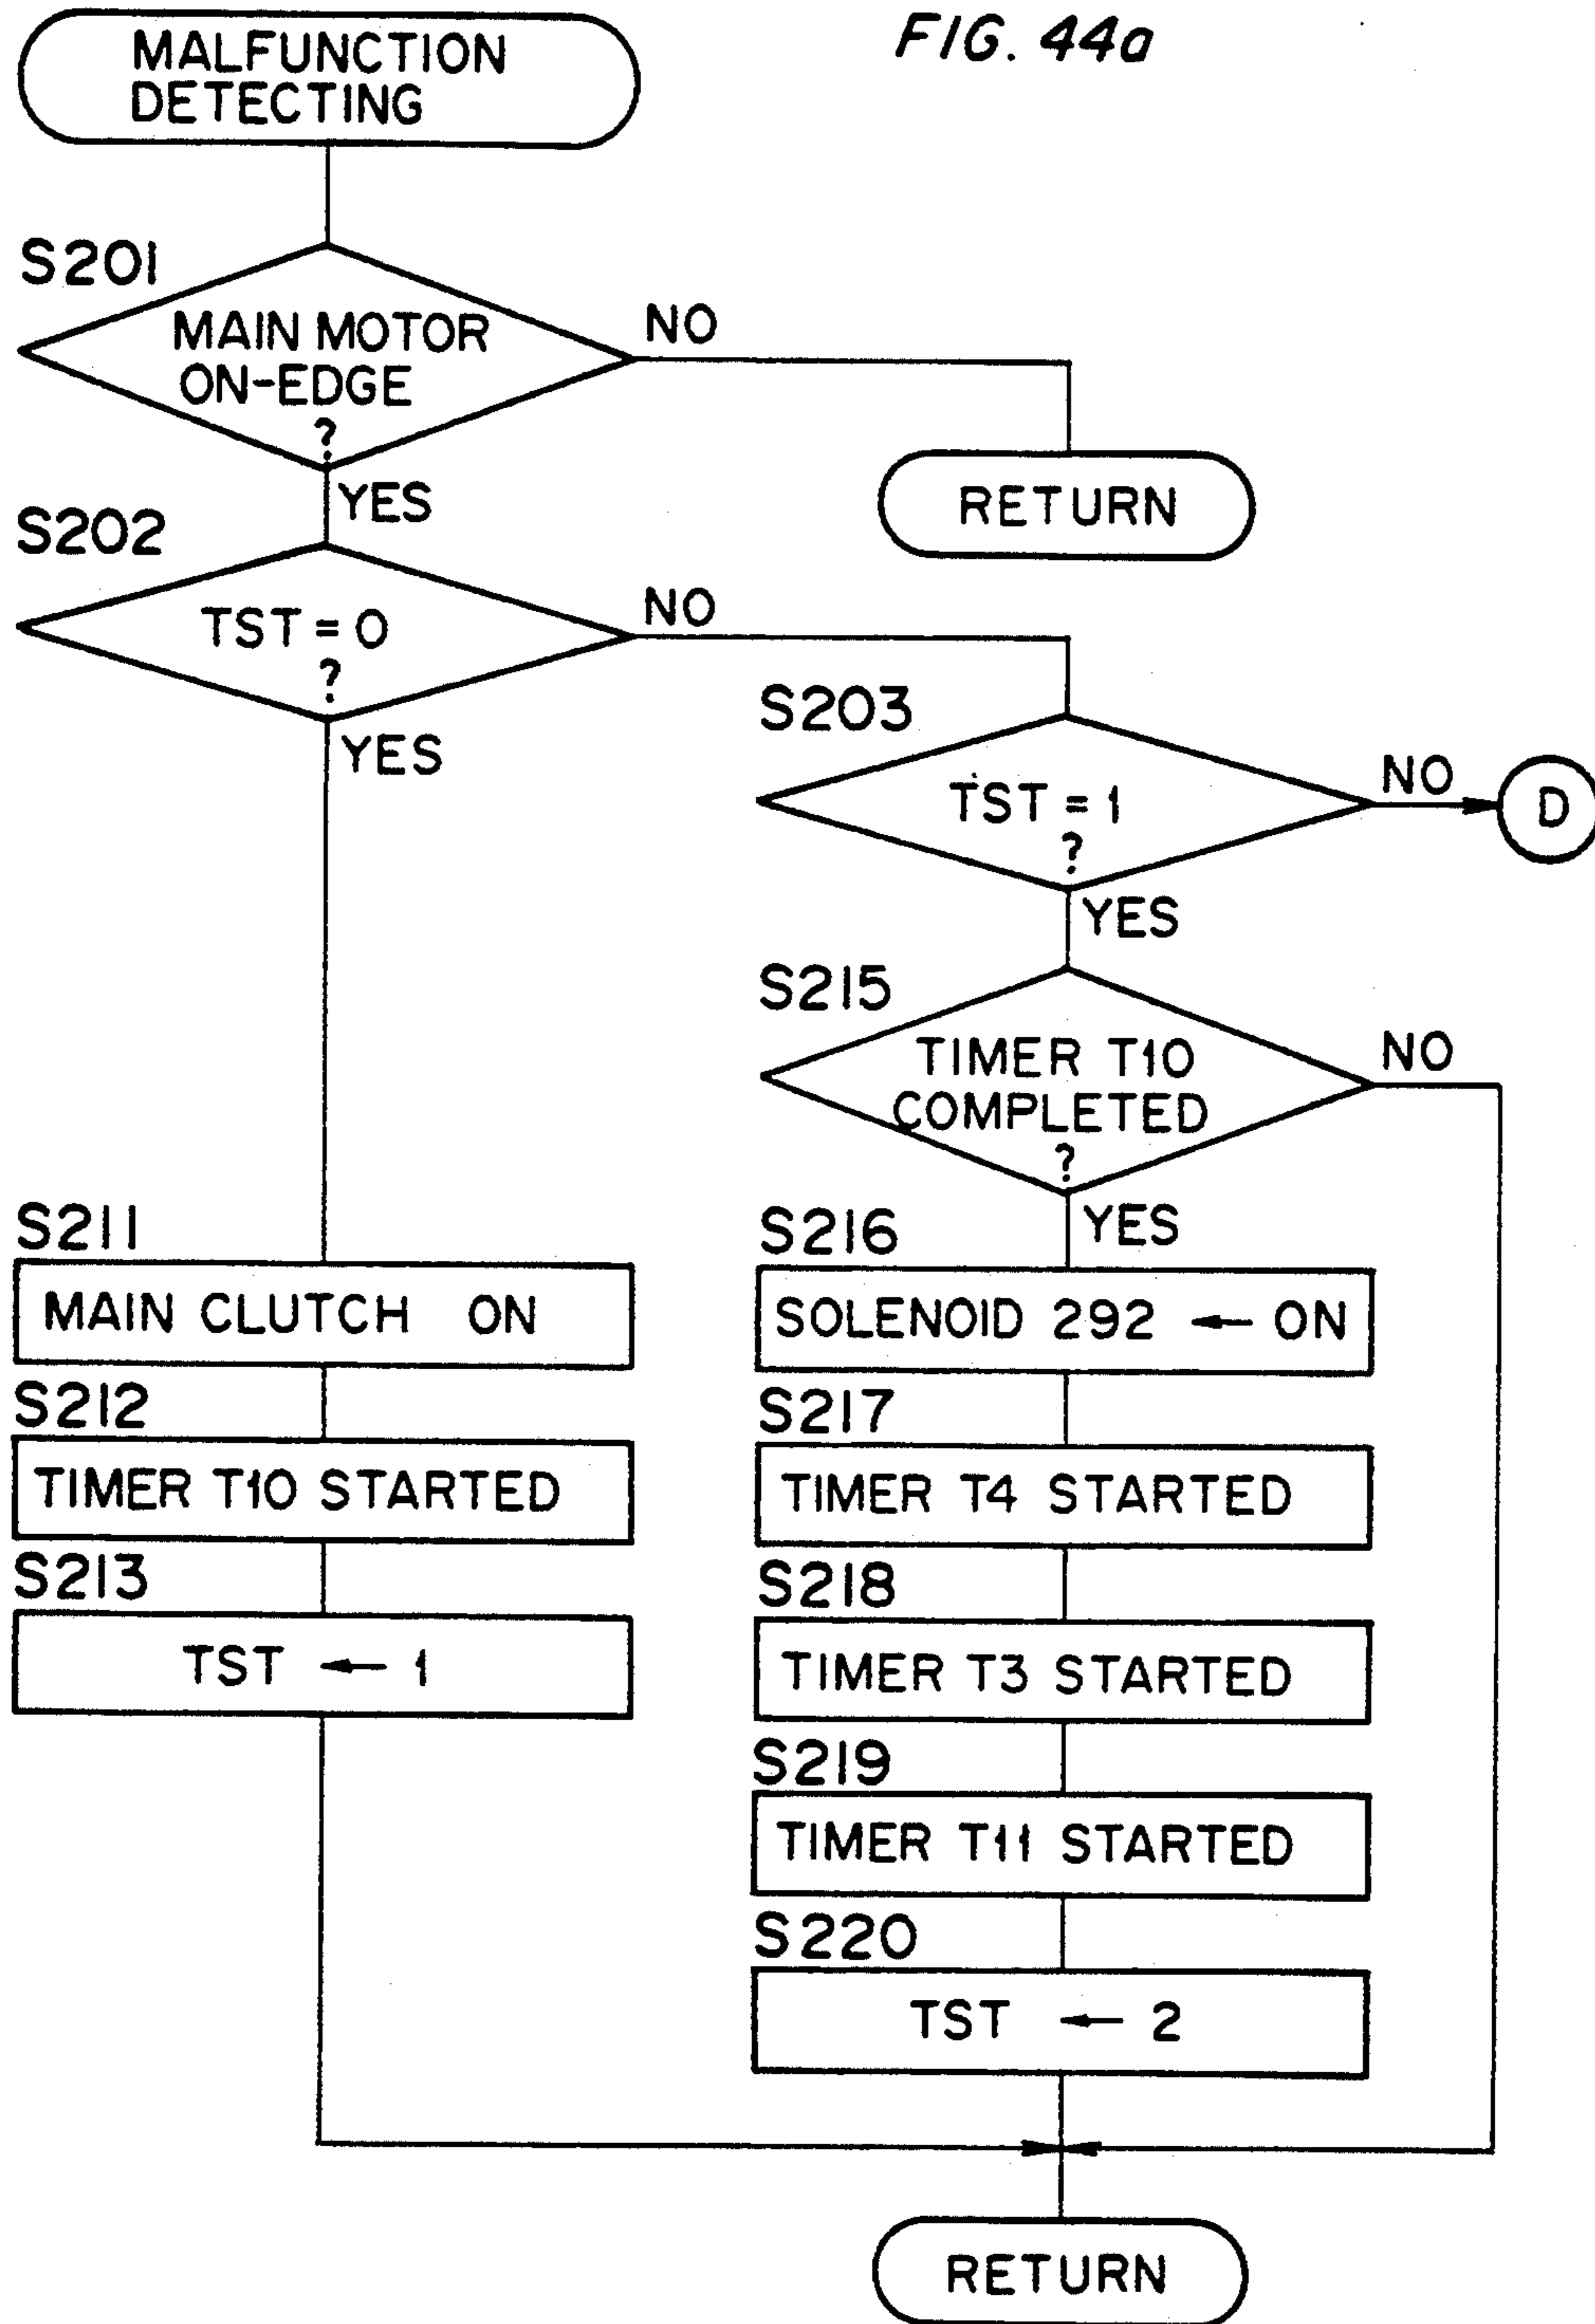 FIG. 44a
MALFUNCTION
DETECTING
S201
MAIN MOTOR
ON-EDGE
?
NO
YES
RETURN
S202
TST = 0
?
NO
YES
S203
TST = 1
?
NO
D
YES
S215
TIMER T10
COMPLETED
?
NO
YES
S211
MAIN CLUTCH ON
S212
TIMER T10 STARTED
S213
TST ← 1
S216
SOLENOID 292 ← ON
S217
TIMER T4 STARTED
S218
TIMER T3 STARTED
S219
TIMER T11 STARTED
S220
TST ← 2
RETURN